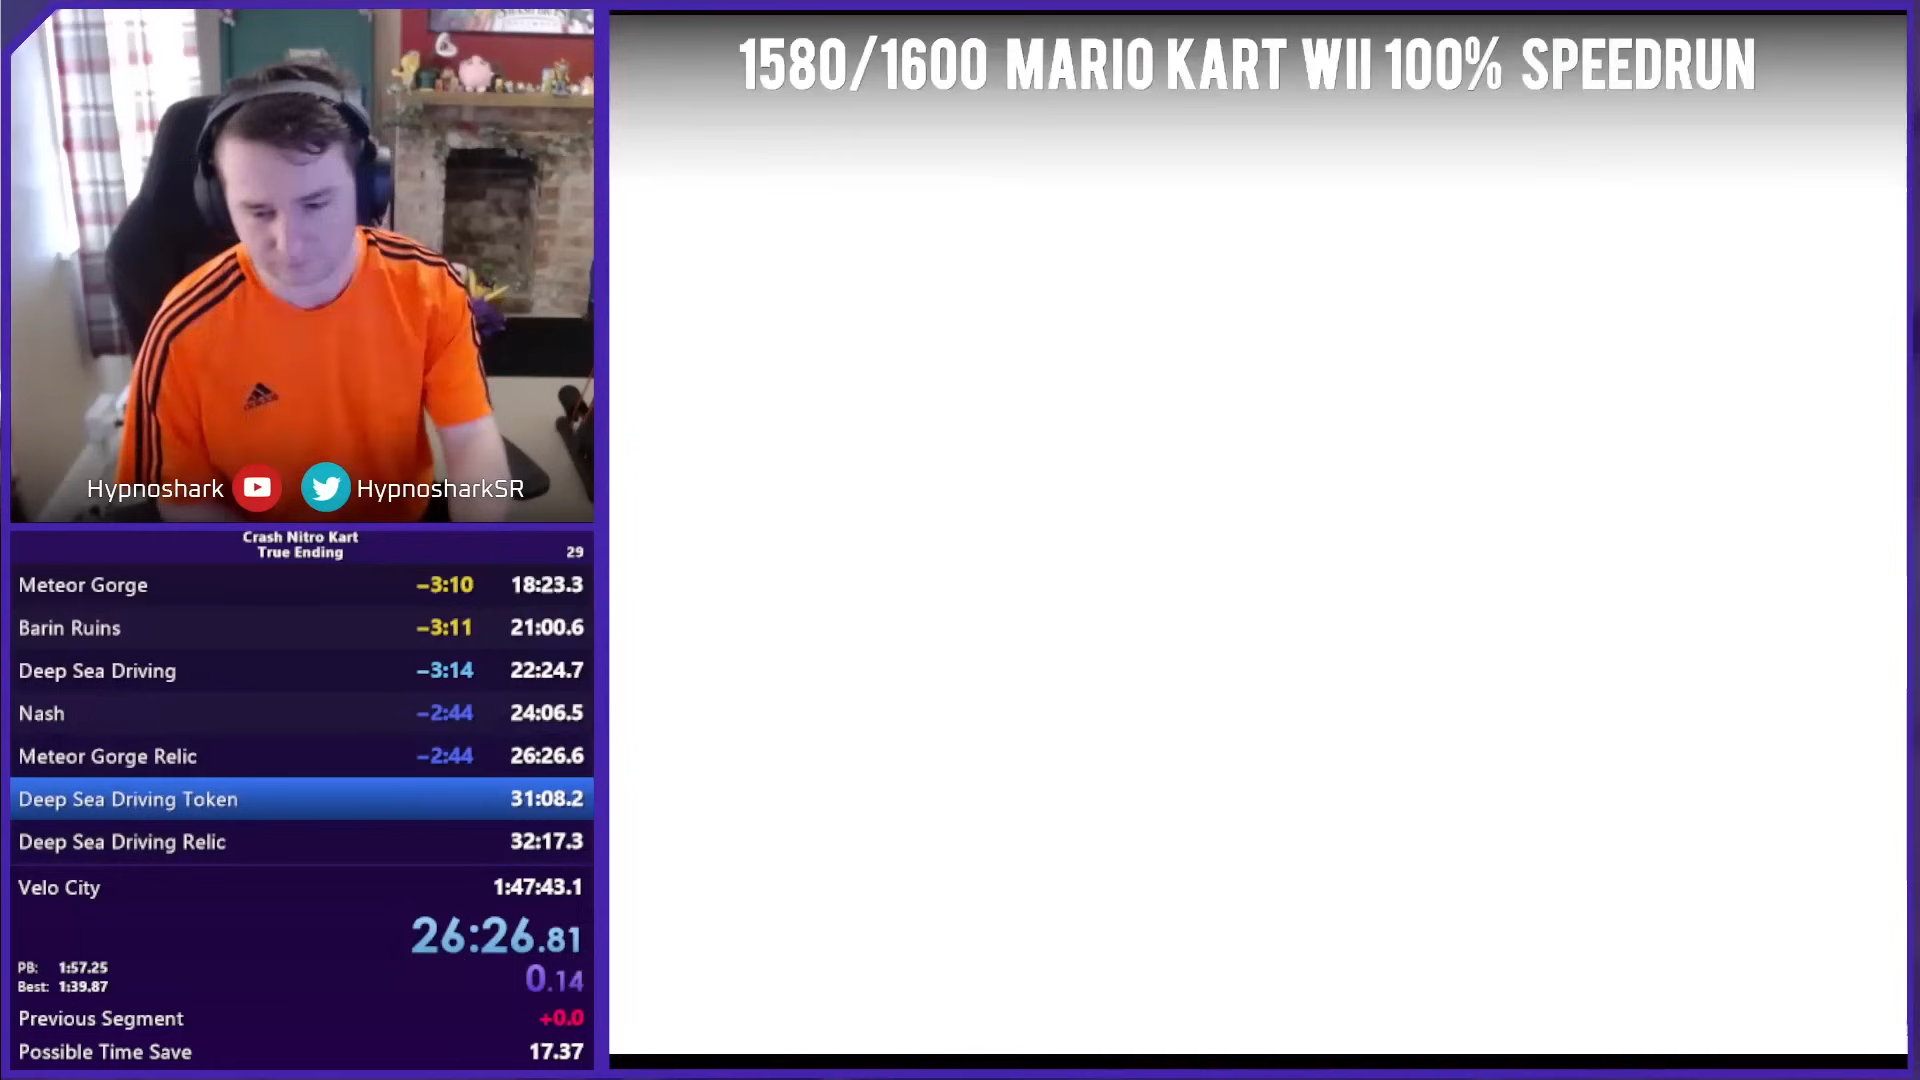 1580/1600 MARIO KART WII 100% SPEEDRUN
Hypnoshark HypnosharkSR
adidas
Crash Nitro Kart
True Ending 29
Meteor Gorge −3:10 18:23.3
Barin Ruins −3:11 21:00.6
Deep Sea Driving −3:14 22:24.7
Nash −2:44 24:06.5
Meteor Gorge Relic −2:44 26:26.6
Deep Sea Driving Token 31:08.2
Deep Sea Driving Relic 32:17.3
Velo City 1:47:43.1
26:26.81
PB: 1:57.25
Best: 1:39.87
0.14
Previous Segment +0.0
Possible Time Save 17.37